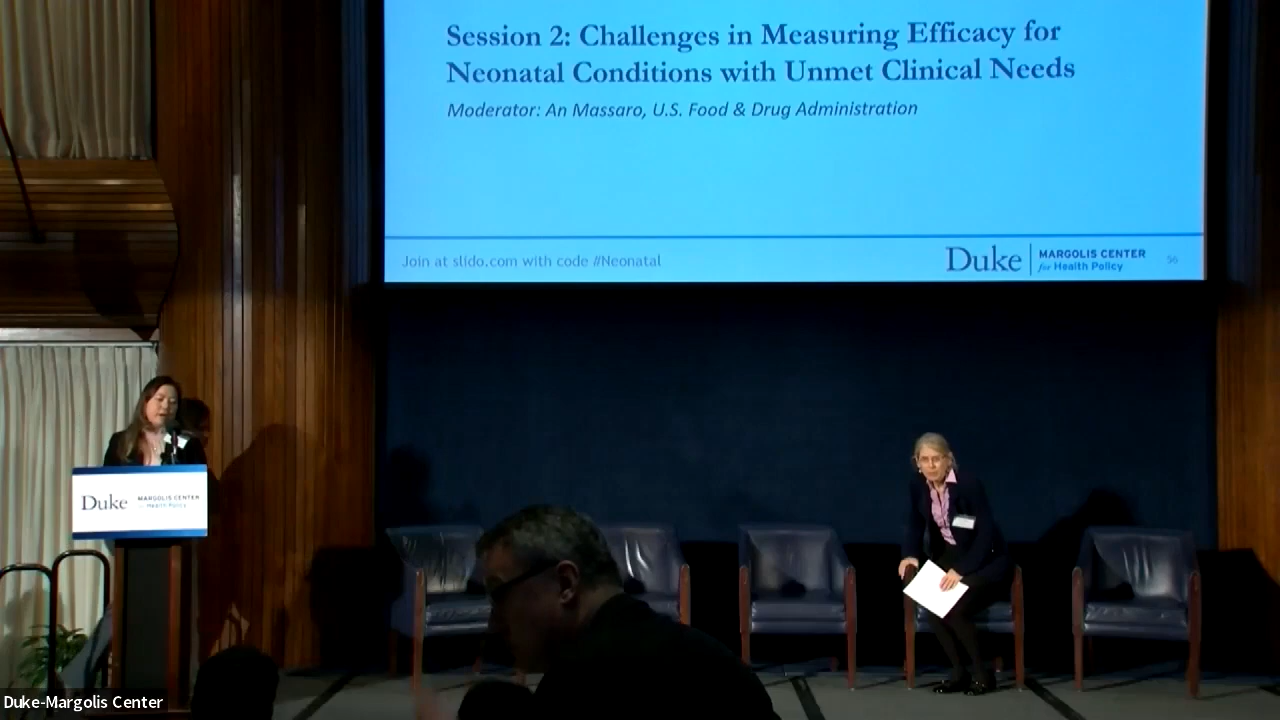 Session 2: Challenges in Measuring Efficacy for
Neonatal Conditions with Unmet Clinical Needs
Moderator: An Massaro, U.S. Food & Drug Administration
Join at slido.com with code #Neonatal
Duke MARGOLIS CENTER
for Health Policy
56
Duke MARGOLIS CENTER
for Health Policy
Duke-Margolis Center